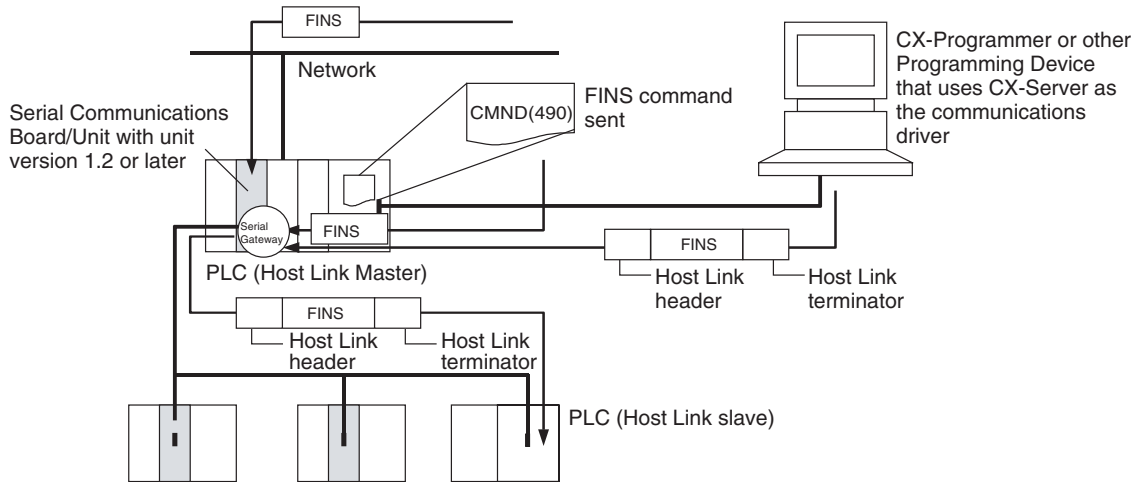 FINS
Network
CX-Programmer or other
Programming Device
that uses CX-Server as
the communications
driver
FINS command
sent
CMND(490)
Serial Communications
Board/Unit with unit
version 1.2 or later
Serial
Gateway
FINS
FINS
PLC (Host Link Master)
Host Link
header
Host Link
terminator
FINS
Host Link
header
Host Link
terminator
PLC (Host Link slave)